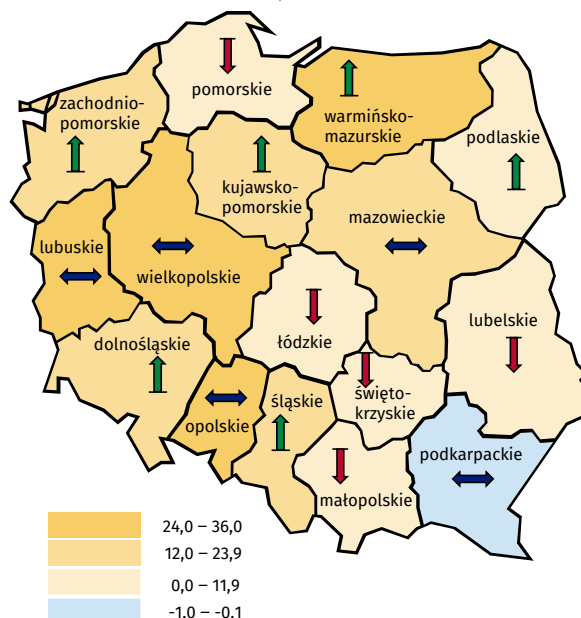 pomorskie
zachodnio-
pomorskie
warmińsko-
mazurskie
podlaskie
kujawsko-
pomorskie
mazowieckie
lubuskie
wielkopolskie
lubelskie
dolnośląskie
łódzkie
śląskie
święto-
krzyskie
opolskie
podkarpackie
małopolskie
24,0 – 36,0
12,0 – 23,9
0,0 – 11,9
-1,0 – -0,1